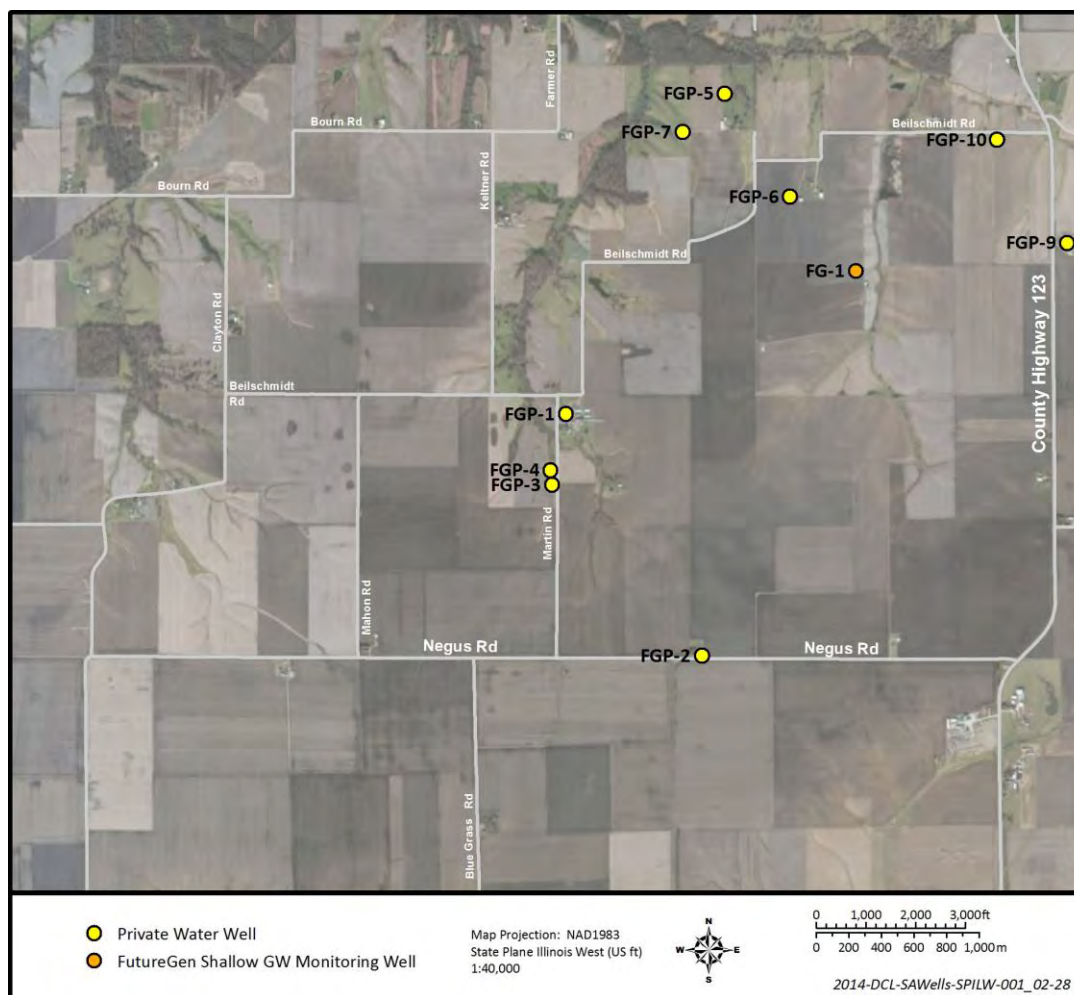 FGP-5
Farmer Rd
Bourn Rd
FGP-7
Beilschmidt Rd
FGP-10
Keltner Rd
Bourn Rd
FGP-6
FGP-9
Beilschmidt Rd
FG-1
Clayton Rd
County Highway 123
Beilschmidt
Rd
FGP-1
FGP-4
FGP-3
Martin Rd
Mahon Rd
Negus Rd
FGP-2
Negus Rd
Blue Grass Rd
Private Water Well
FutureGen Shallow GW Monitoring Well
Map Projection: NAD1983
State Plane Illinois West (US ft)
1:40,000
N
W E
S
0 1,000 2,000 3,000ft
0 200 400 600 800 1,000m
2014-DCL-SAWells-SPILW-001_02-28